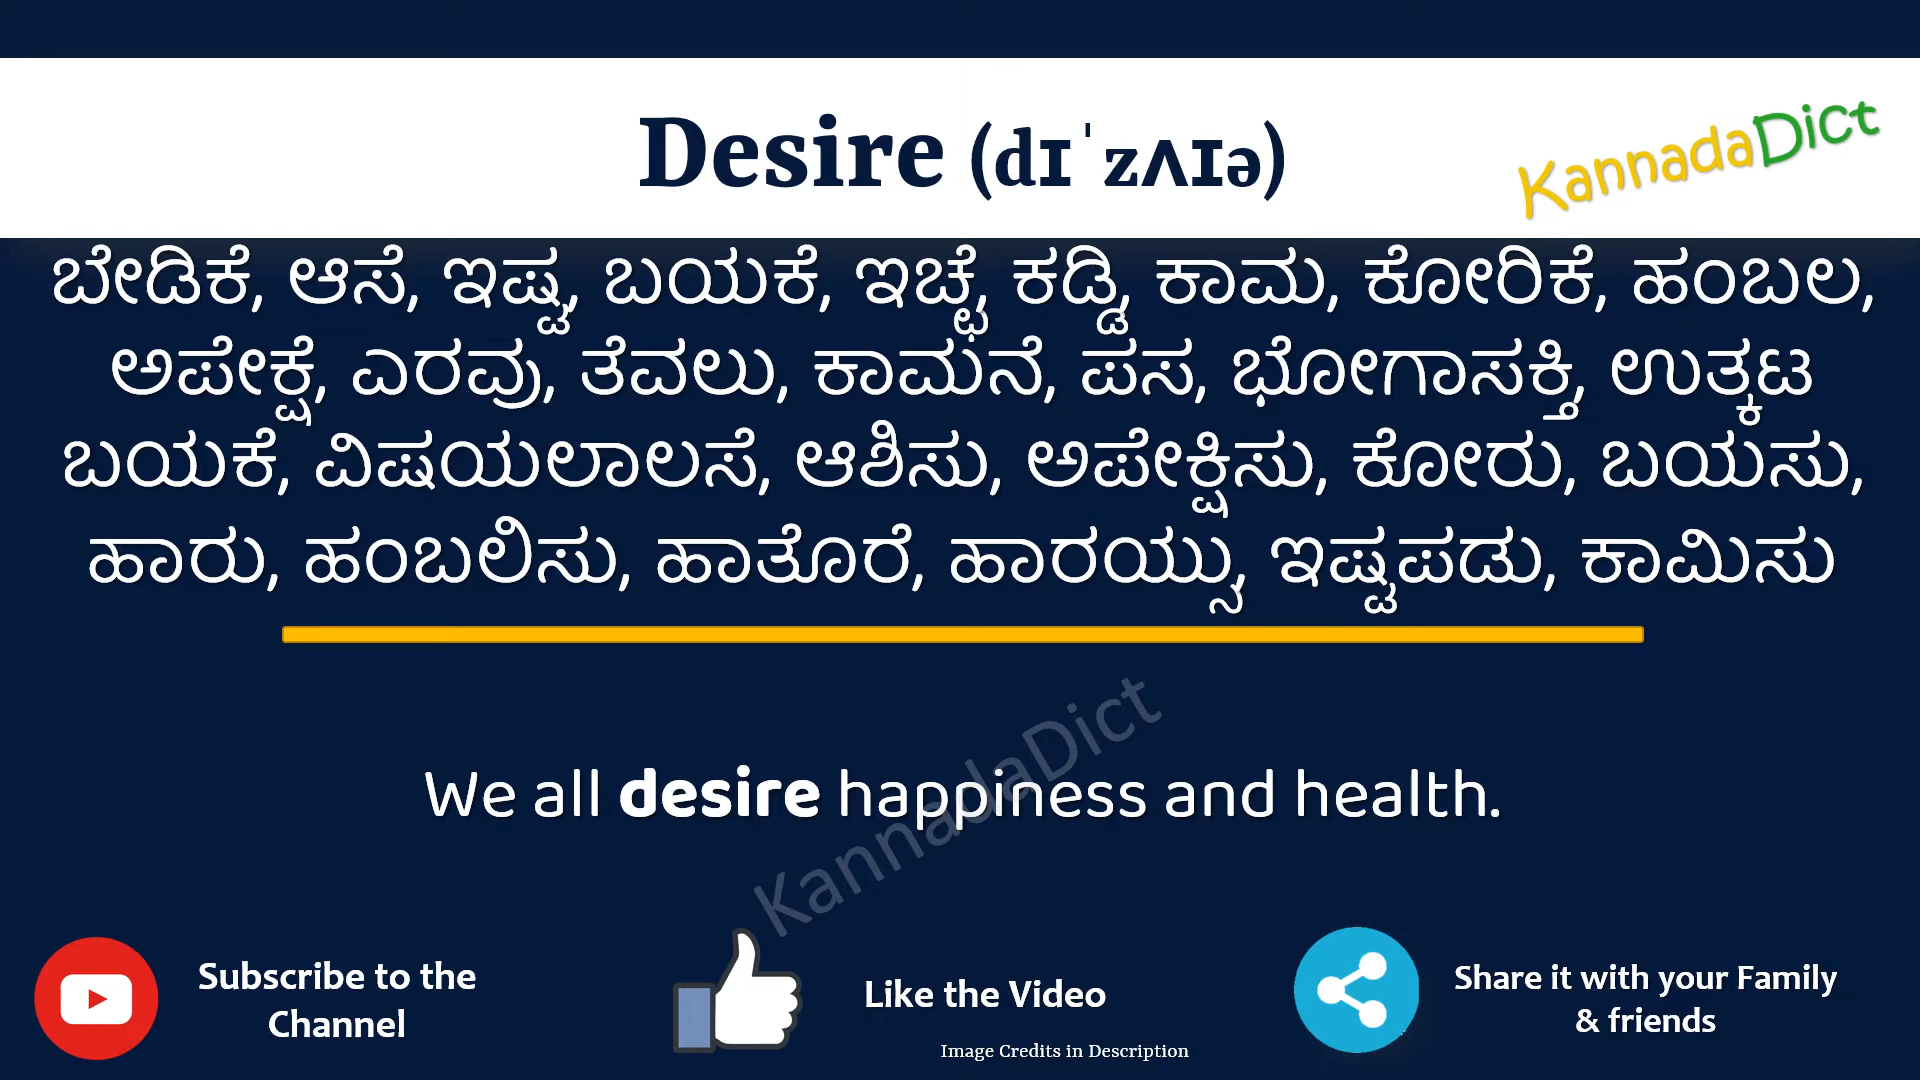 Desire (dɪˈzʌɪə)
KannadaDict
ಬೇಡಿಕೆ, ಆಸೆ, ಇಷ್ಟ, ಬಯಕೆ, ಇಚ್ಛೆ, ಕಡ್ಡಿ, ಕಾಮ, ಕೋರಿಕೆ, ಹಂಬಲ,
ಅಪೇಕ್ಷೆ, ಎರವು, ತೆವಲು, ಕಾಮನೆ, ಪಸ, ಭೋಗಾಸಕ್ತಿ, ಉತ್ಕಟ
ಬಯಕೆ, ವಿಷಯಲಾಲಸೆ, ಆಶಿಸು, ಅಪೇಕ್ಷಿಸು, ಕೋರು, ಬಯಸು,
ಹಾರು, ಹಂಬಲಿಸು, ಹಾತೊರೆ, ಹಾರಯ್ಸು, ಇಷ್ಟಪಡು, ಕಾಮಿಸು
KannadaDict
We all desire happiness and health.
Subscribe to the
Channel
Like the Video
Share it with your Family
& friends
Image Credits in Description